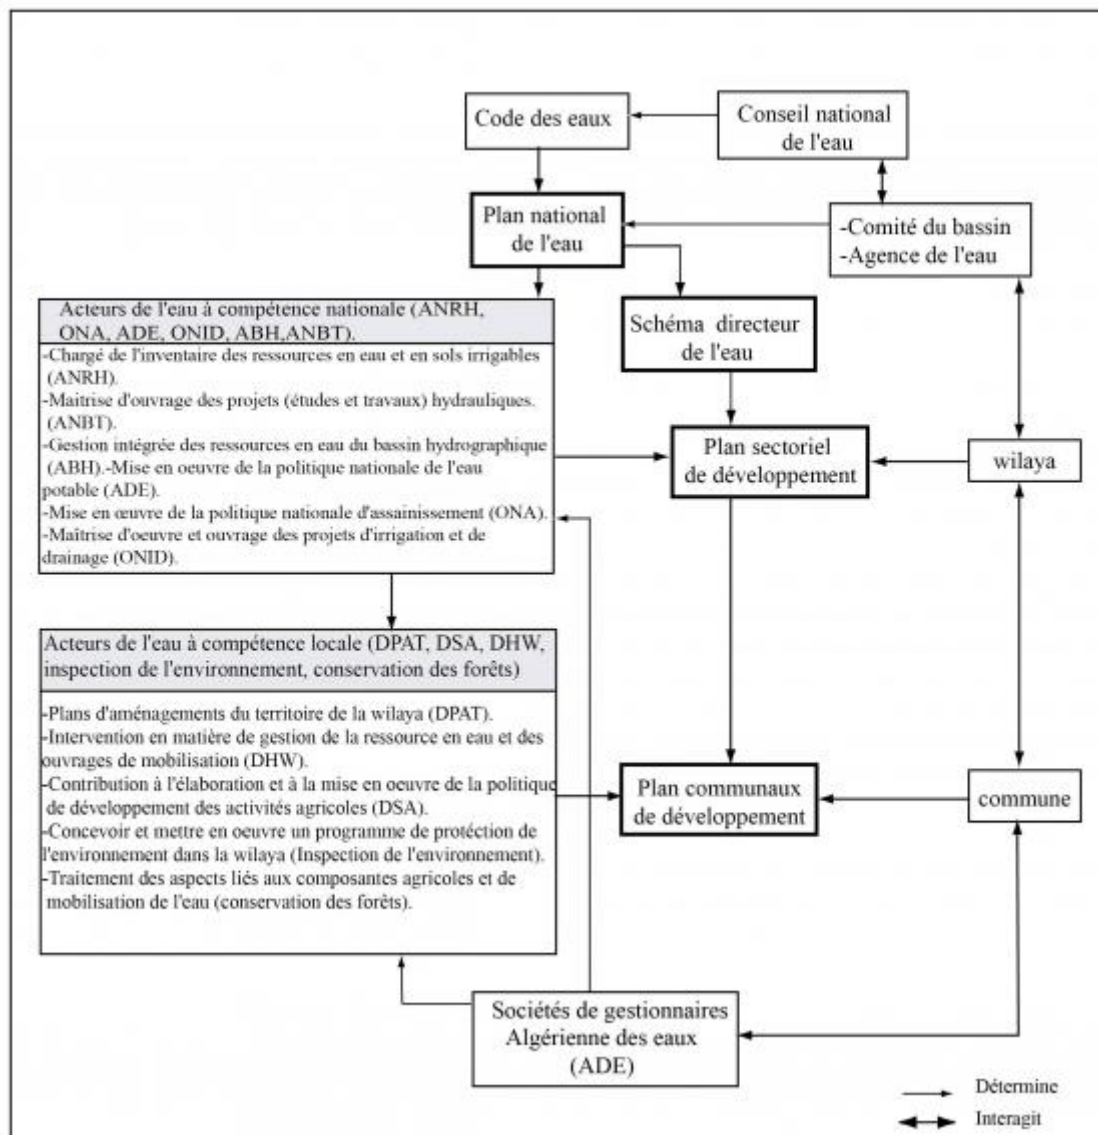 Code des eaux
Conseil national
de l'eau
Plan national
de l'eau
-Comité du bassin
-Agence de l'eau
Acteurs de l'eau à compétence nationale (ANRH,
ONA, ADE, ONID, ABH,ANBT).
-Chargé de l'inventaire des ressources en eau et en sols irrigables
(ANRH).
-Maitrise d'ouvrage des projets (études et travaux) hydrauliques.
(ANBT).
-Gestion intégrée des ressources en eau du bassin hydrographique
(ABH).-Mise en oeuvre de la politique nationale de l'eau
potable (ADE).
-Mise en œuvre de la politique nationale d'assainissement (ONA).
-Maîtrise d'oeuvre et ouvrage des projets d'irrigation et de
drainage (ONID).
Schéma directeur
de l'eau
Plan sectoriel
de développement
wilaya
Acteurs de l'eau à compétence locale (DPAT, DSA, DHW,
inspection de l'environnement, conservation des forêts)
-Plans d'aménagements du territoire de la wilaya (DPAT).
-Intervention en matière de gestion de la ressource en eau et des
ouvrages de mobilisation (DHW).
-Contribution à l'élaboration et à la mise en oeuvre de la politique
de développement des activités agricoles (DSA).
-Concevoir et mettre en oeuvre un programme de protéction de
l'environnement dans la wilaya (Inspection de l'environnement).
-Traitement des aspects liés aux composantes agricoles et de
mobilisation de l'eau (conservation des forêts).
Plan communaux
de développement
commune
Sociétés de gestionnaires
Algérienne des eaux
(ADE)
Détermine
Interagit